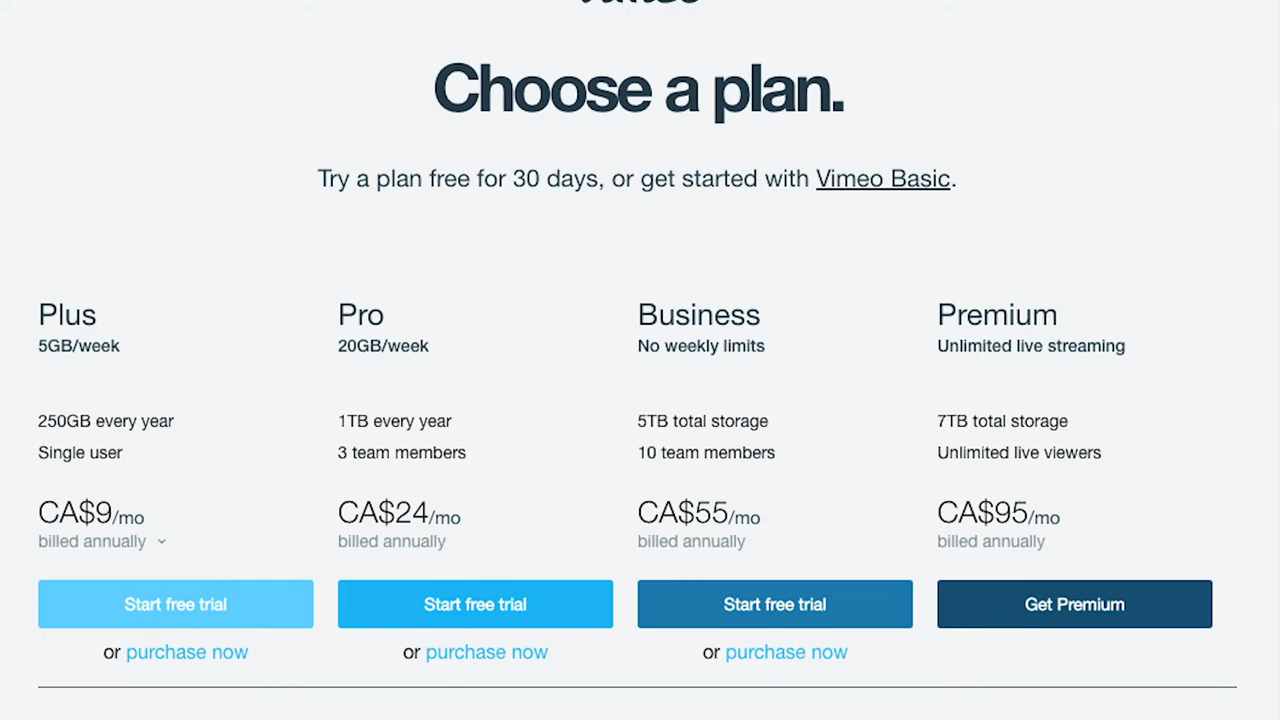 Choose a plan.
Try a plan free for 30 days, or get started with Vimeo Basic.
Plus
5GB/week
250GB every year
Single user
CA$9/mo
billed annually
Start free trial
or purchase now
Pro
20GB/week
1TB every year
3 team members
CA$24/mo
billed annually
Start free trial
or purchase now
Business
No weekly limits
5TB total storage
10 team members
CA$55/mo
billed annually
Start free trial
or purchase now
Premium
Unlimited live streaming
7TB total storage
Unlimited live viewers
CA$95/mo
billed annually
Get Premium